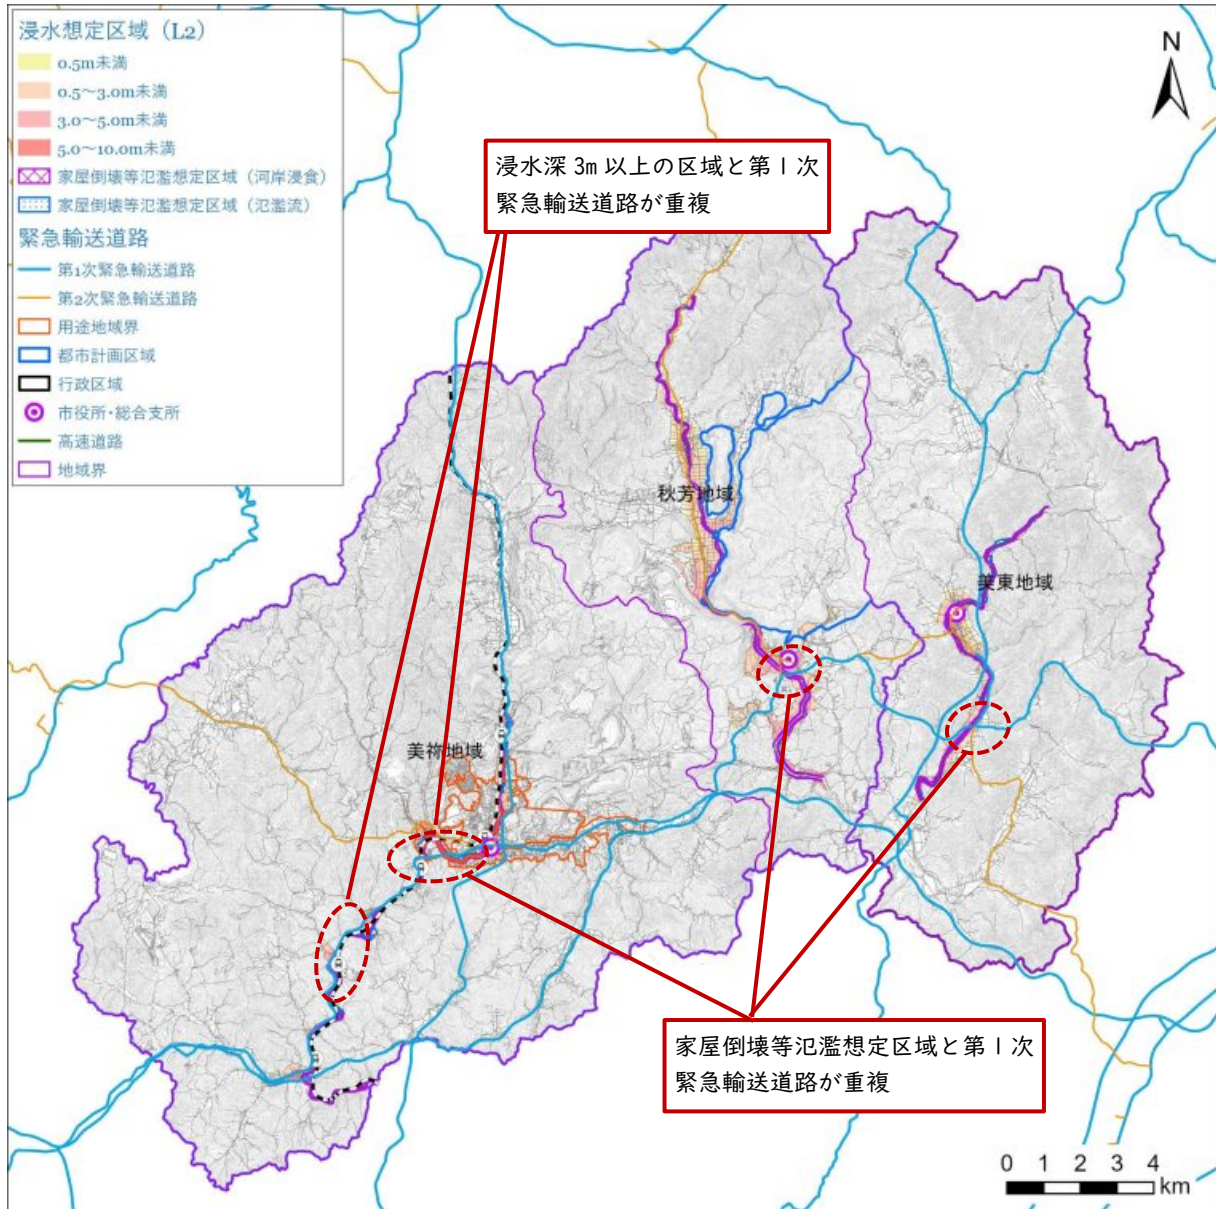 浸水想定区域（L2）
0.5m未満
0.5～3.0m未満
3.0～5.0m未満
5.0～10.0m未満
家屋倒壊等氾濫想定区域（河岸浸食）
家屋倒壊等氾濫想定区域（氾濫流）
緊急輸送道路
第1次緊急輸送道路
第2次緊急輸送道路
用途地域界
都市計画区域
行政区域
市役所・総合支所
高速道路
地域界
N
浸水深 3m 以上の区域と第1次
緊急輸送道路が重複
秋芳地域
美東地域
美祢地域
家屋倒壊等氾濫想定区域と第1次
緊急輸送道路が重複
0 1 2 3 4
km